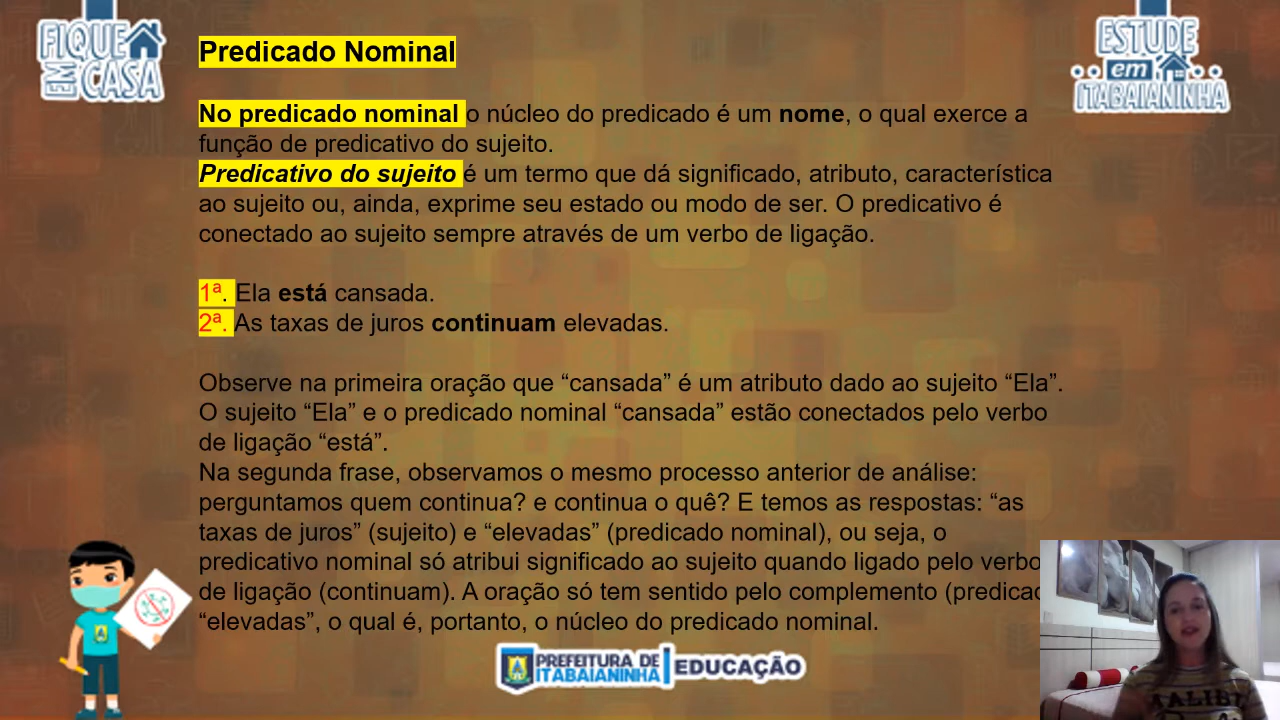 FIQUE
EM
CASA
ESTUDE
em
ITABAIANINHA
Predicado Nominal
No predicado nominal o núcleo do predicado é um nome, o qual exerce a
função de predicativo do sujeito.
Predicativo do sujeito é um termo que dá significado, atributo, característica
ao sujeito ou, ainda, exprime seu estado ou modo de ser. O predicativo é
conectado ao sujeito sempre através de um verbo de ligação.
1ª. Ela está cansada.
2ª. As taxas de juros continuam elevadas.
Observe na primeira oração que “cansada” é um atributo dado ao sujeito “Ela”.
O sujeito “Ela” e o predicado nominal “cansada” estão conectados pelo verbo
de ligação “está”.
Na segunda frase, observamos o mesmo processo anterior de análise:
perguntamos quem continua? e continua o quê? E temos as respostas: “as
taxas de juros” (sujeito) e “elevadas” (predicado nominal), ou seja, o
predicativo nominal só atribui significado ao sujeito quando ligado pelo verbo
de ligação (continuam). A oração só tem sentido pelo complemento
“elevadas”, o qual é, portanto, o núcleo do predicado nominal.
PREFEITURA DE
ITABAIANINHA
EDUCAÇÃO
MALIBU